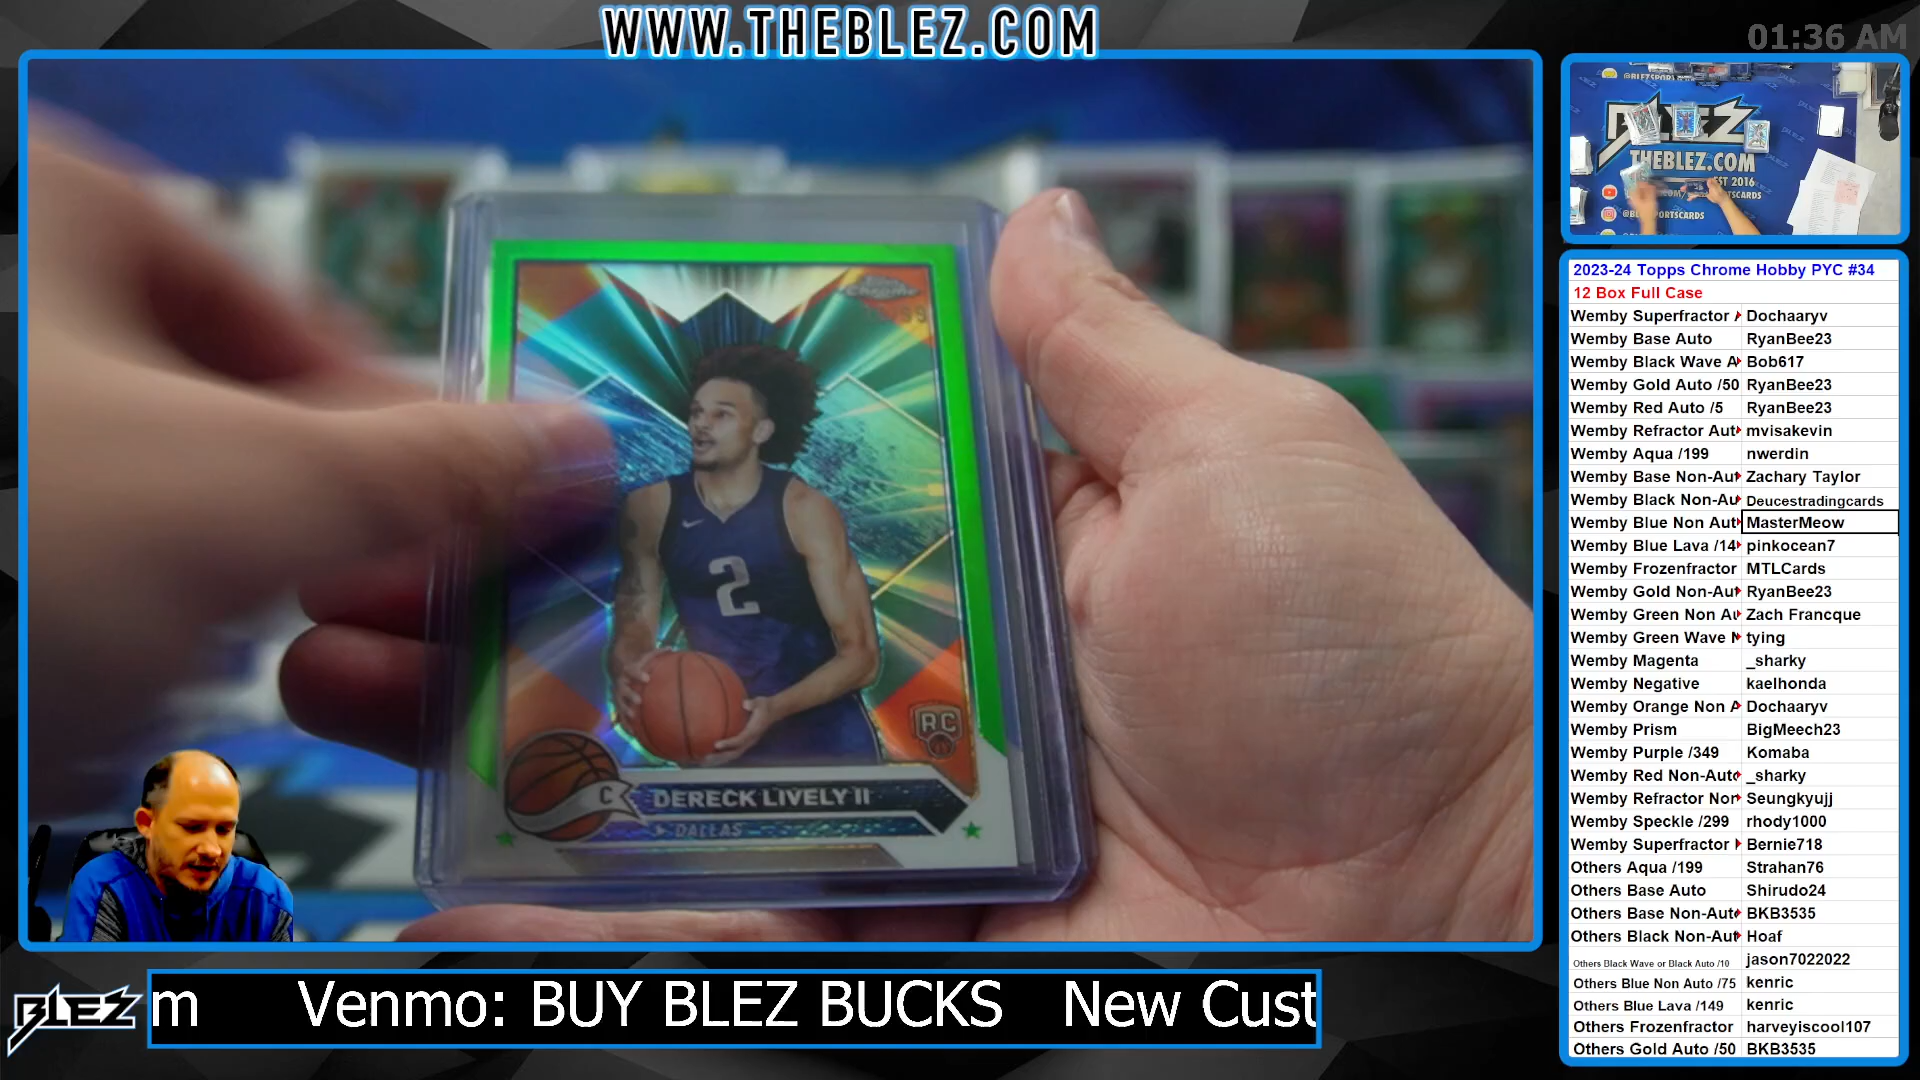 WWW.THEBLEZ.COM
01:36 AM
BLEZ
THEBLEZ.COM
EST 2016
Topps
Chrome
RC
2
C
DERECK LIVELY II
DALLAS
2023-24 Topps Chrome Hobby PYC #34
12 Box Full Case
Wemby Superfractor A Dochaaryv
Wemby Base Auto RyanBee23
Wemby Black Wave A Bob617
Wemby Gold Auto /50 RyanBee23
Wemby Red Auto /5 RyanBee23
Wemby Refractor Aut mvisakevin
Wemby Aqua /199 nwerdin
Wemby Base Non-Aut Zachary Taylor
Wemby Black Non-Au Deucestradingcards
Wemby Blue Non Aut MasterMeow
Wemby Blue Lava /14 pinkocean7
Wemby Frozenfractor MTLCards
Wemby Gold Non-Aut RyanBee23
Wemby Green Non Au Zach Francque
Wemby Green Wave N tying
Wemby Magenta _sharky
Wemby Negative kaelhonda
Wemby Orange Non A Dochaaryv
Wemby Prism BigMeech23
Wemby Purple /349 Komaba
Wemby Red Non-Auto _sharky
Wemby Refractor Non Seungkyujj
Wemby Speckle /299 rhody1000
Wemby Superfractor Bernie718
Others Aqua /199 Strahan76
Others Base Auto Shirudo24
Others Base Non-Auto BKB3535
Others Black Non-Aut Hoaf
Others Black Wave or Black Auto /10 jason7022022
Others Blue Non Auto /75 kenric
Others Blue Lava /149 kenric
Others Frozenfractor harveyiscool107
Others Gold Auto /50 BKB3535
BLEZ
m Venmo: BUY BLEZ BUCKS New Cust